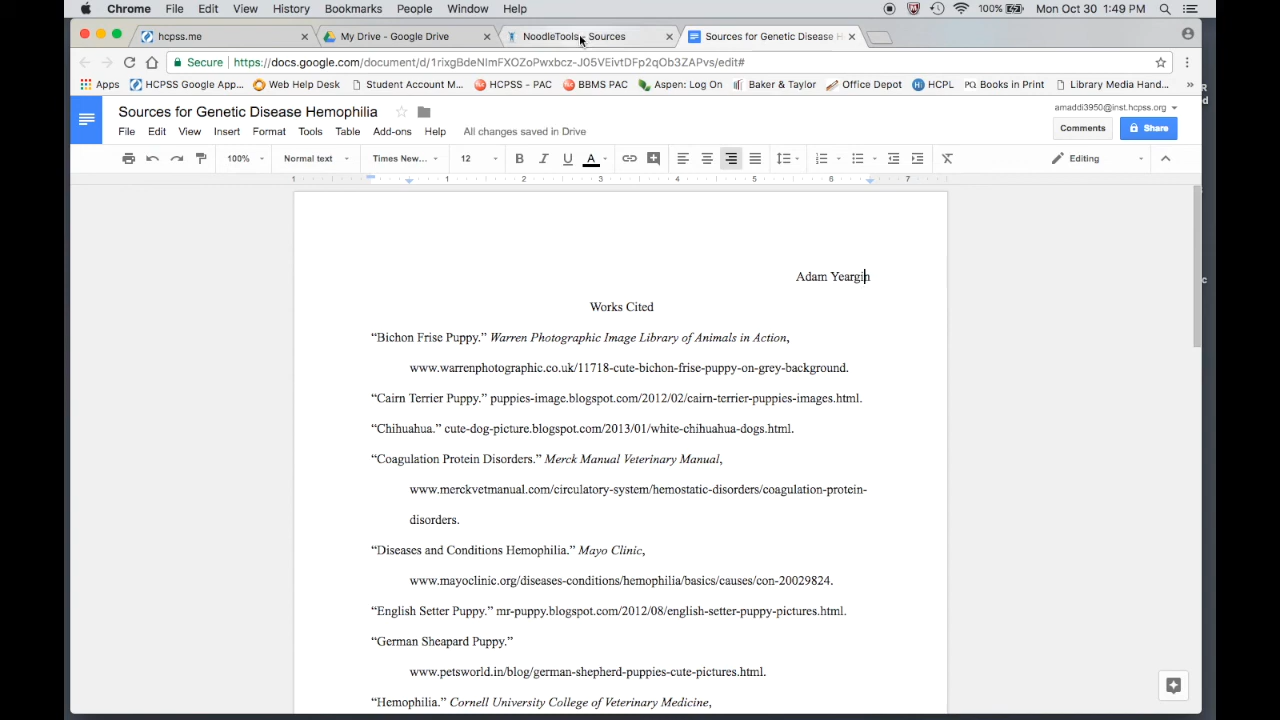 Chrome File Edit View History Bookmarks People Window Help 100% Mon Oct 30 1:49 PM
hcpss.me My Drive - Google Drive NoodleTools - Sources Sources for Genetic Disease H
Secure https://docs.google.com/document/d/1rixgBdeNlmFXOZoPwxbcz-J05VEivtDFp2qOb3ZAPvs/edit#
Apps HCPSS Google App... Web Help Desk Student Account M... HCPSS - PAC BBMS PAC Aspen: Log On Baker & Taylor Office Depot HCPL PQ Books in Print Library Media Hand... »
Sources for Genetic Disease Hemophilia
amaddi3950@inst.hcpss.org
File Edit View Insert Format Tools Table Add-ons Help All changes saved in Drive
Comments Share
100% Normal text Times New... 12 B I U A Editing
1 1 2 3 4 5 6 7
Adam Yeargin
Works Cited
“Bichon Frise Puppy.” Warren Photographic Image Library of Animals in Action,
www.warrenphotographic.co.uk/11718-cute-bichon-frise-puppy-on-grey-background.
“Cairn Terrier Puppy.” puppies-image.blogspot.com/2012/02/cairn-terrier-puppies-images.html.
“Chihuahua.” cute-dog-picture.blogspot.com/2013/01/white-chihuahua-dogs.html.
“Coagulation Protein Disorders.” Merck Manual Veterinary Manual,
www.merckvetmanual.com/circulatory-system/hemostatic-disorders/coagulation-protein-
disorders.
“Diseases and Conditions Hemophilia.” Mayo Clinic,
www.mayoclinic.org/diseases-conditions/hemophilia/basics/causes/con-20029824.
“English Setter Puppy.” mr-puppy.blogspot.com/2012/08/english-setter-puppy-pictures.html.
“German Sheapard Puppy.”
www.petsworld.in/blog/german-shepherd-puppies-cute-pictures.html.
“Hemophilia.” Cornell University College of Veterinary Medicine,